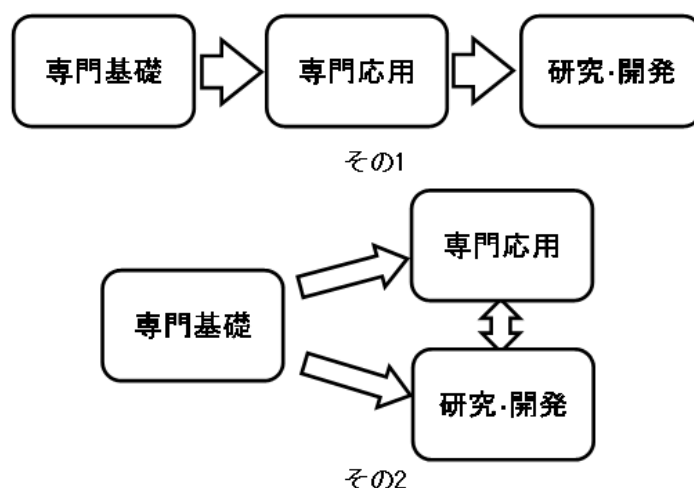 専門基礎
専門応用
研究・開発
その1
専門応用
専門基礎
研究・開発
その2